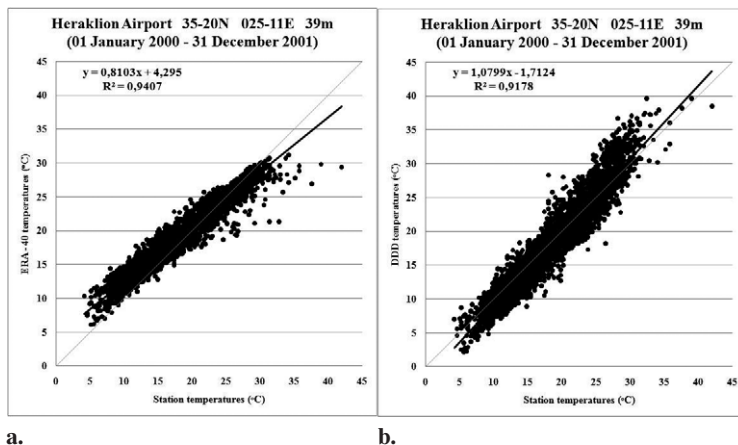 Heraklion Airport 35-20N 025-11E 39m
(01 January 2000 - 31 December 2001)
y = 0,8103x + 4,295
R² = 0,9407
45
40
35
30
25
20
15
10
5
0
ERA - 40 temperatures (°C)
0 5 10 15 20 25 30 35 40 45
Station temperatures (°C)
a.
Heraklion Airport 35-20N 025-11E 39m
(01 January 2000 - 31 December 2001)
y = 1,0799x - 1,7124
R² = 0,9178
45
40
35
30
25
20
15
10
5
0
DDD temperatures (°C)
0 5 10 15 20 25 30 35 40 45
Station temperatures (°C)
b.